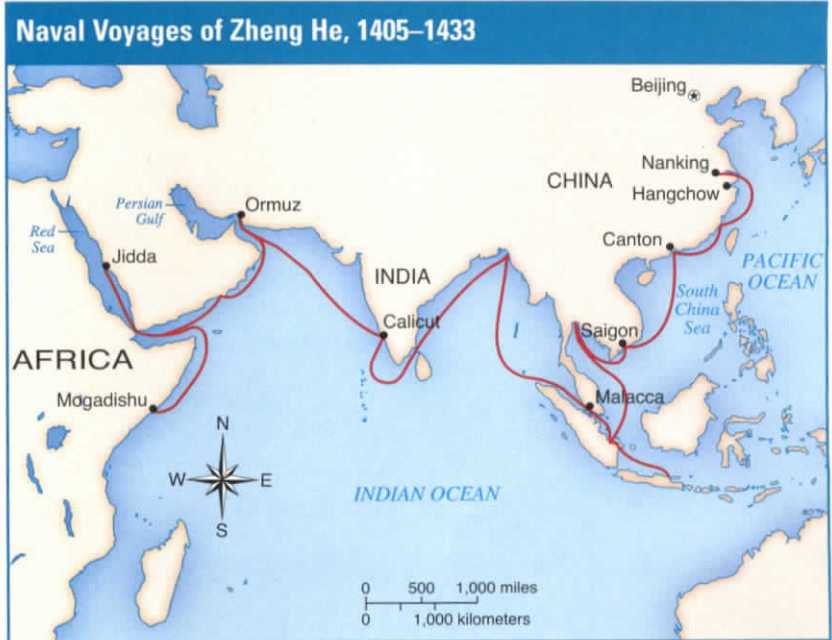 Naval Voyages of Zheng He, 1405–1433
Beijing
Nanking
CHINA
Hangchow
Persian
Gulf
Ormuz
Red
Sea
Canton
Jidda
PACIFIC
OCEAN
INDIA
South
China
Sea
Calicut
Saigon
AFRICA
Mogadishu
Malacca
N
W
E
S
INDIAN OCEAN
0 500 1,000 miles
0 1,000 kilometers